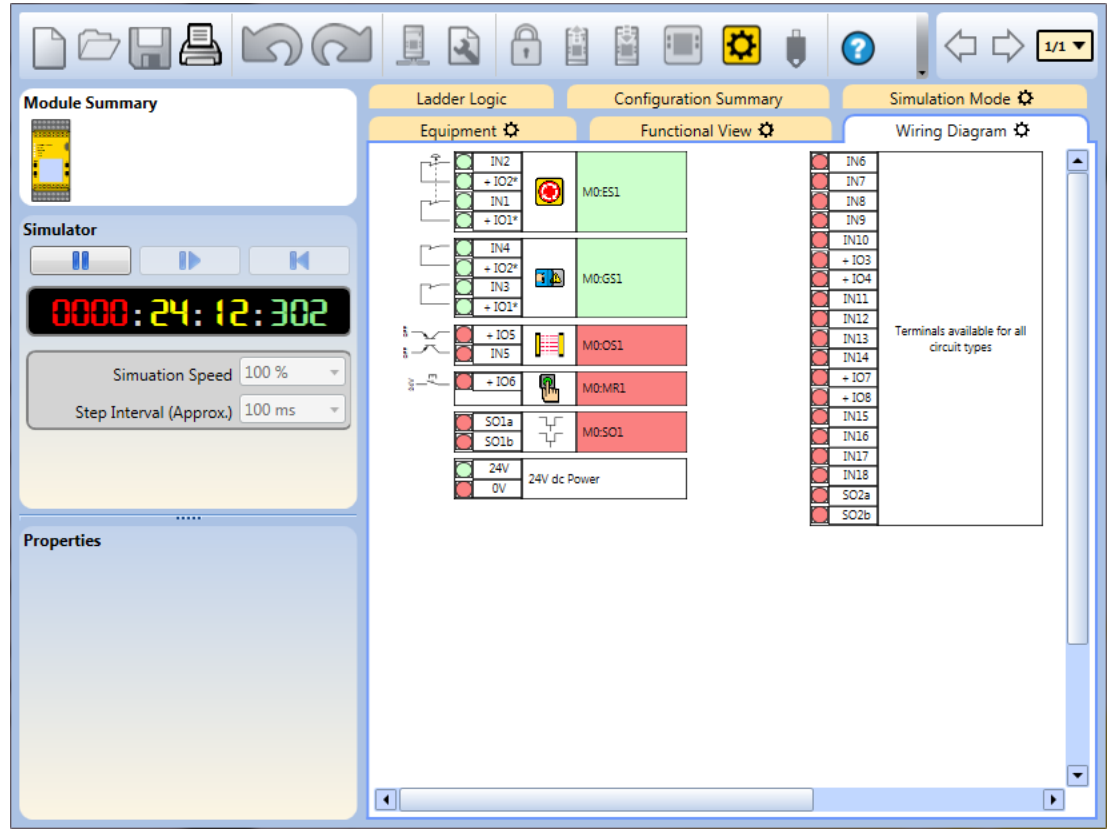 1/1
Module Summary
Ladder Logic
Configuration Summary
Simulation Mode
Equipment
Functional View
Wiring Diagram
Simulator
0000:24:12:302
Simuation Speed 100 %
Step Interval (Approx.) 100 ms
Properties
IN2
+ IO2*
IN1
+ IO1*
M0:ES1
IN4
+ IO2*
IN3
+ IO1*
M0:GS1
+ IO5
IN5
M0:OS1
+ IO6
M0:MR1
SO1a
SO1b
M0:SO1
24V
0V
24V dc Power
IN6
IN7
IN8
IN9
IN10
+ IO3
+ IO4
IN11
IN12
IN13
IN14
+ IO7
+ IO8
IN15
IN16
IN17
IN18
SO2a
SO2b
Terminals available for all
circuit types